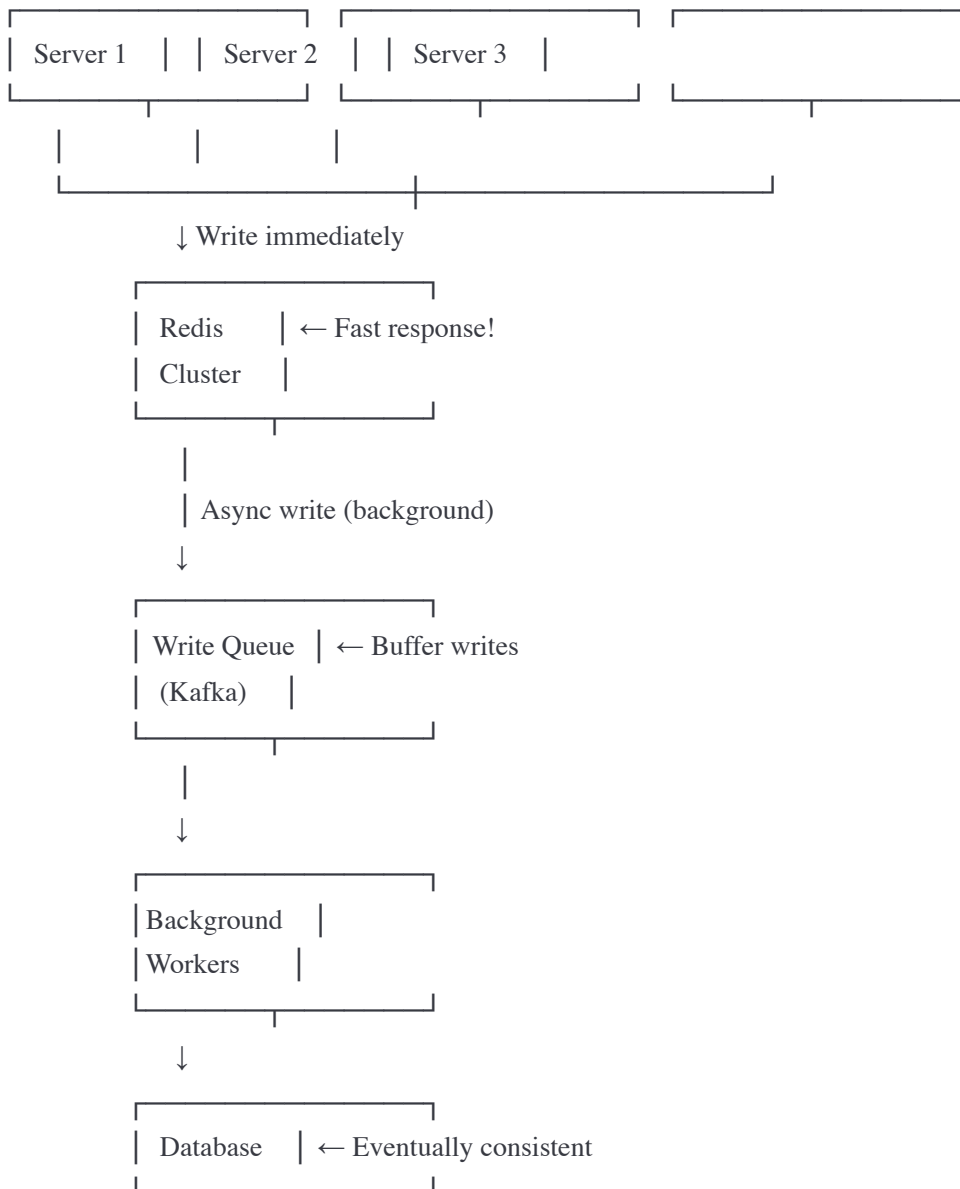 Server 1 Server 2 Server 3
↓ Write immediately
Redis ← Fast response!
Cluster
Async write (background)
↓
Write Queue ← Buffer writes
(Kafka)
↓
Background
Workers
↓
Database ← Eventually consistent